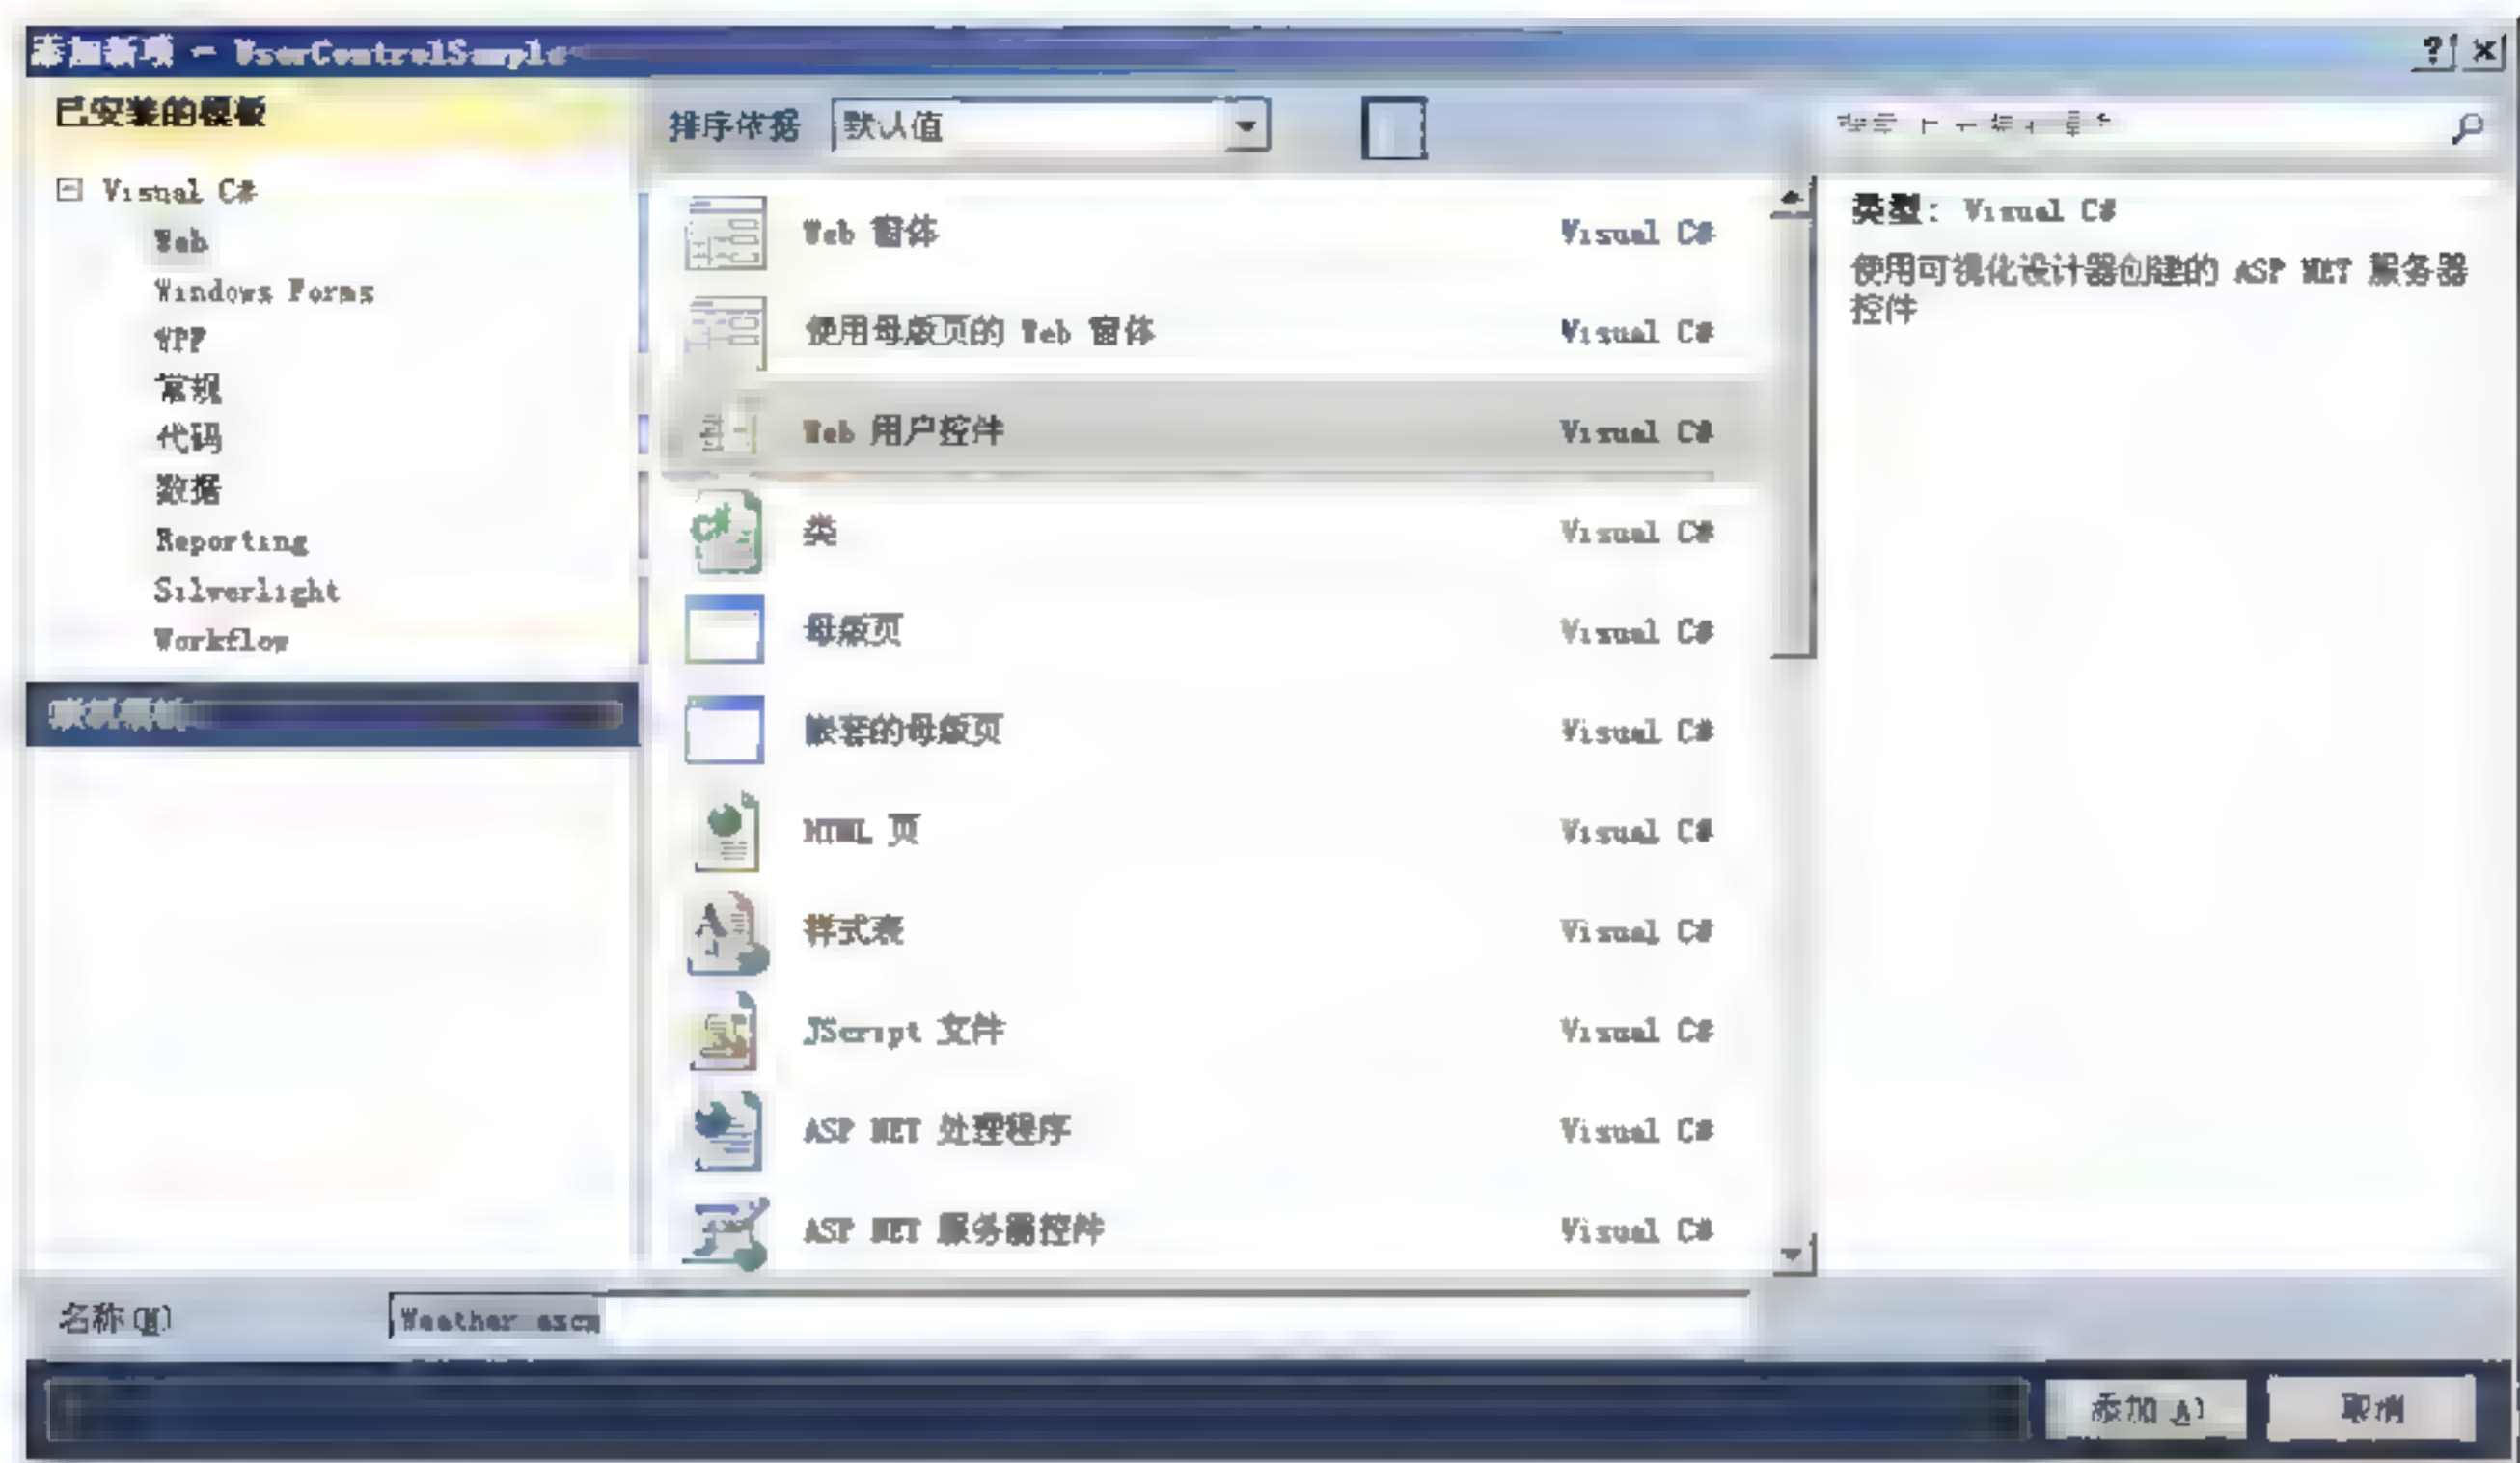 添加新项 - UserControlSample
已安装的模板
排序依据 默认值
Visual C#
Web
Windows Forms
WPF
常规
代码
数据
Reporting
Silverlight
Workflow
联机模板
Web 窗体 Visual C#
使用母版页的 Web 窗体 Visual C#
Web 用户控件 Visual C#
类 Visual C#
母版页 Visual C#
嵌套的母版页 Visual C#
HTML 页 Visual C#
样式表 Visual C#
JScript 文件 Visual C#
ASP NET 处理程序 Visual C#
ASP NET 服务器控件 Visual C#
类型: Visual C#
使用可视化设计器创建的 ASP NET 服务器
控件
名称(N)
Weather ascx
添加 A)
取消